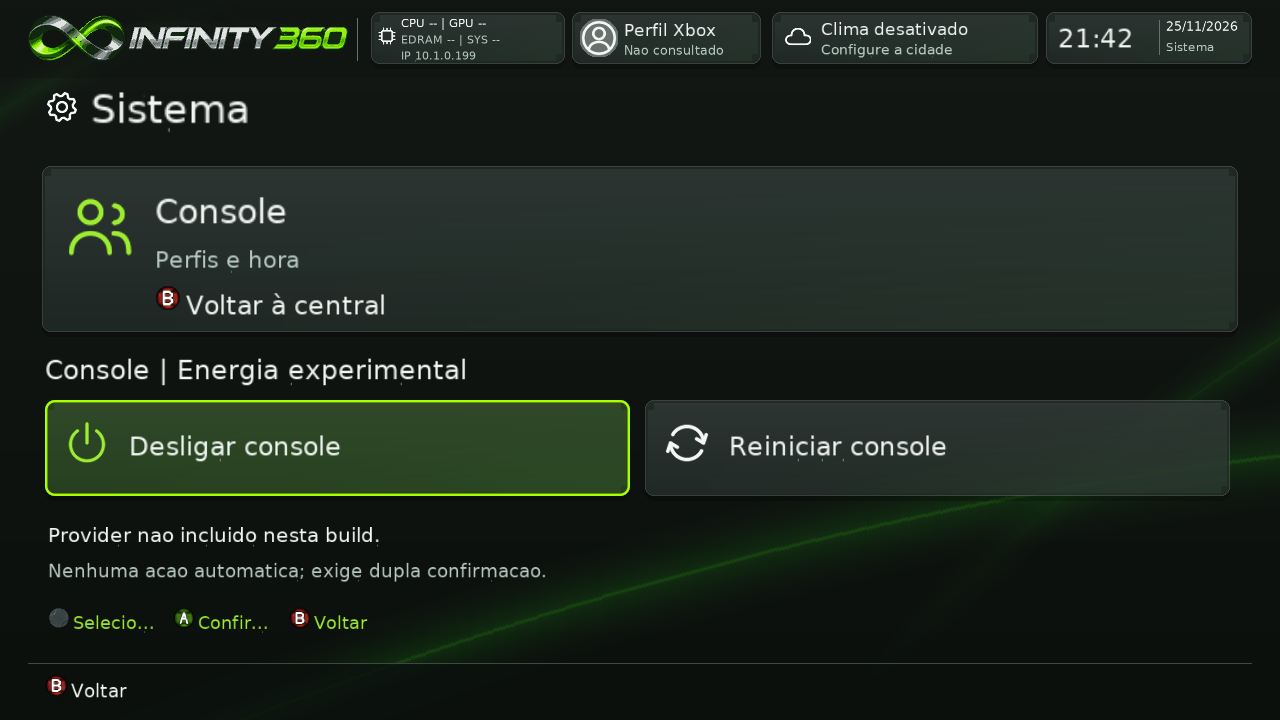 INFINITY 360
CPU -- | GPU --
EDRAM -- | SYS --
IP 10.1.0.199
Perfil Xbox
Nao consultado
Clima desativado
Configure a cidade
21:42
25/11/2026
Sistema
Sistema
Console
Perfis e hora
B Voltar à central
Console | Energia experimental
Desligar console
Reiniciar console
Provider nao incluido nesta build.
Nenhuma acao automatica; exige dupla confirmacao.
Selecio... A Confir... B Voltar
B Voltar